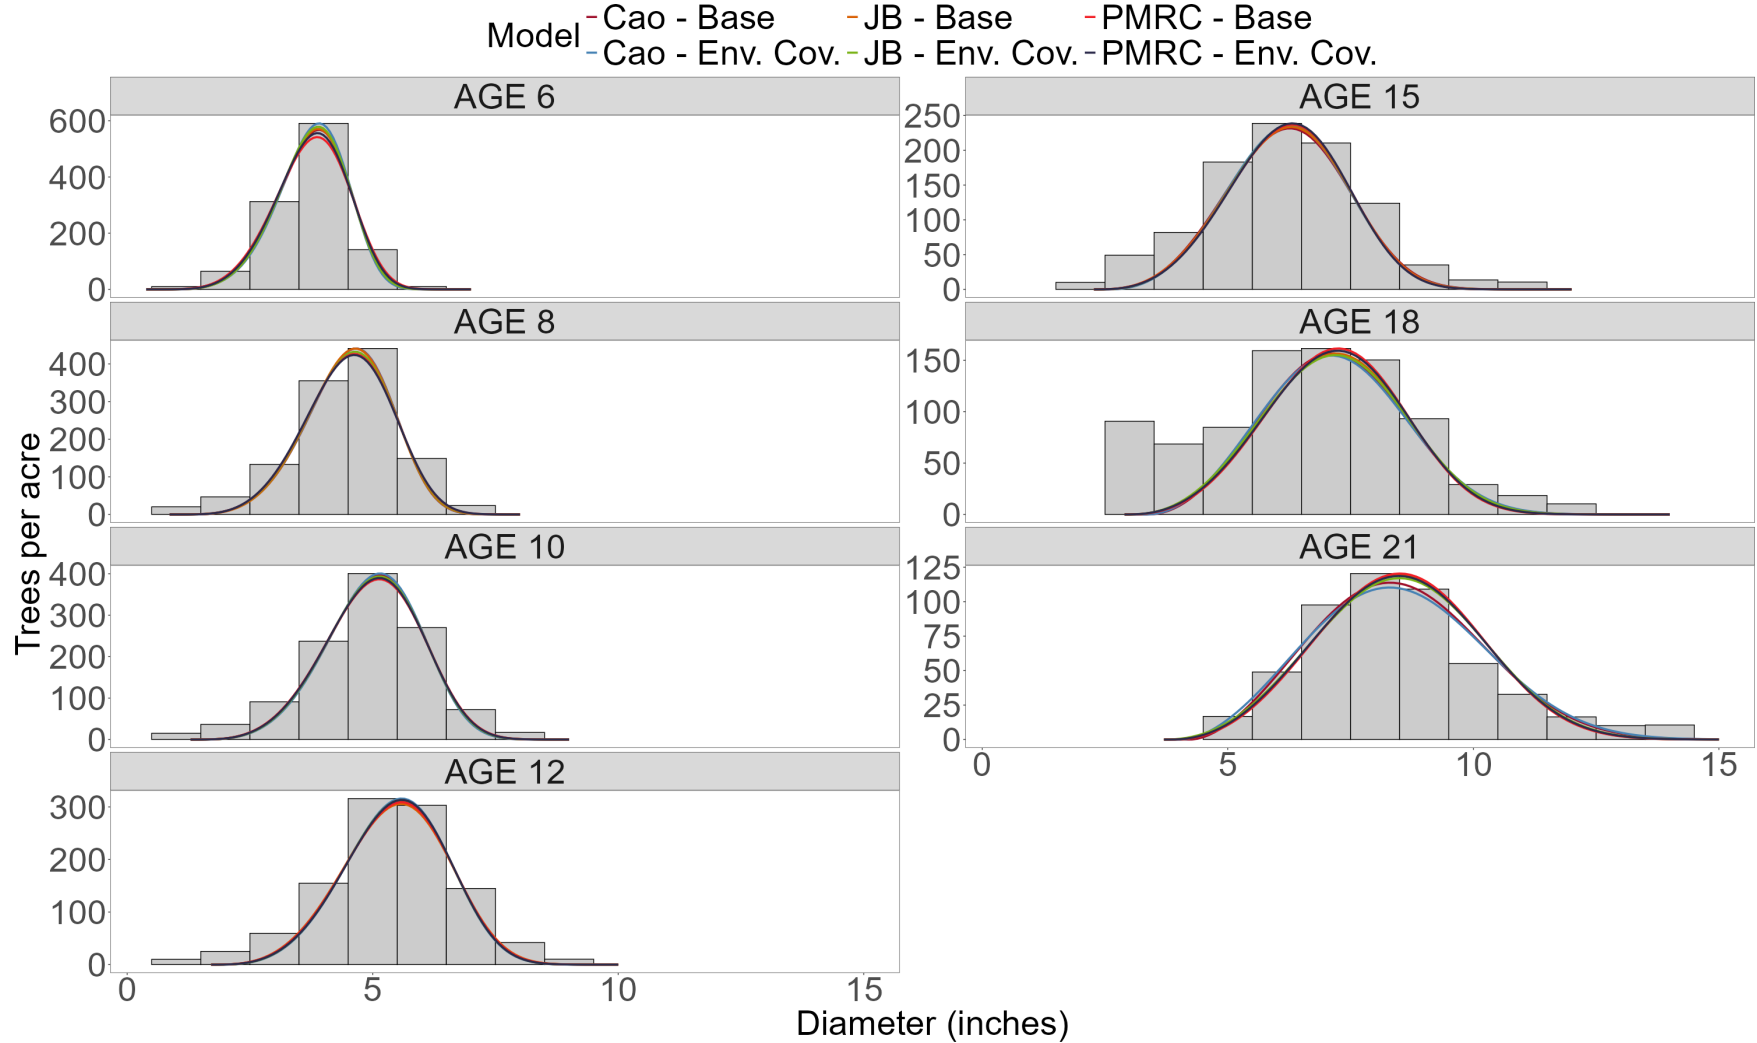 Model
Cao - Base JB - Base PMRC - Base
Cao - Env. Cov. JB - Env. Cov. PMRC - Env. Cov.
Trees per acre
AGE 6
600
400
200
0
AGE 8
400
300
200
100
0
AGE 10
400
300
200
100
0
AGE 12
300
200
100
0
0 5 10 15
AGE 15
250
200
150
100
50
0
AGE 18
150
100
50
0
AGE 21
125
100
75
50
25
0
0 5 10 15
Diameter (inches)